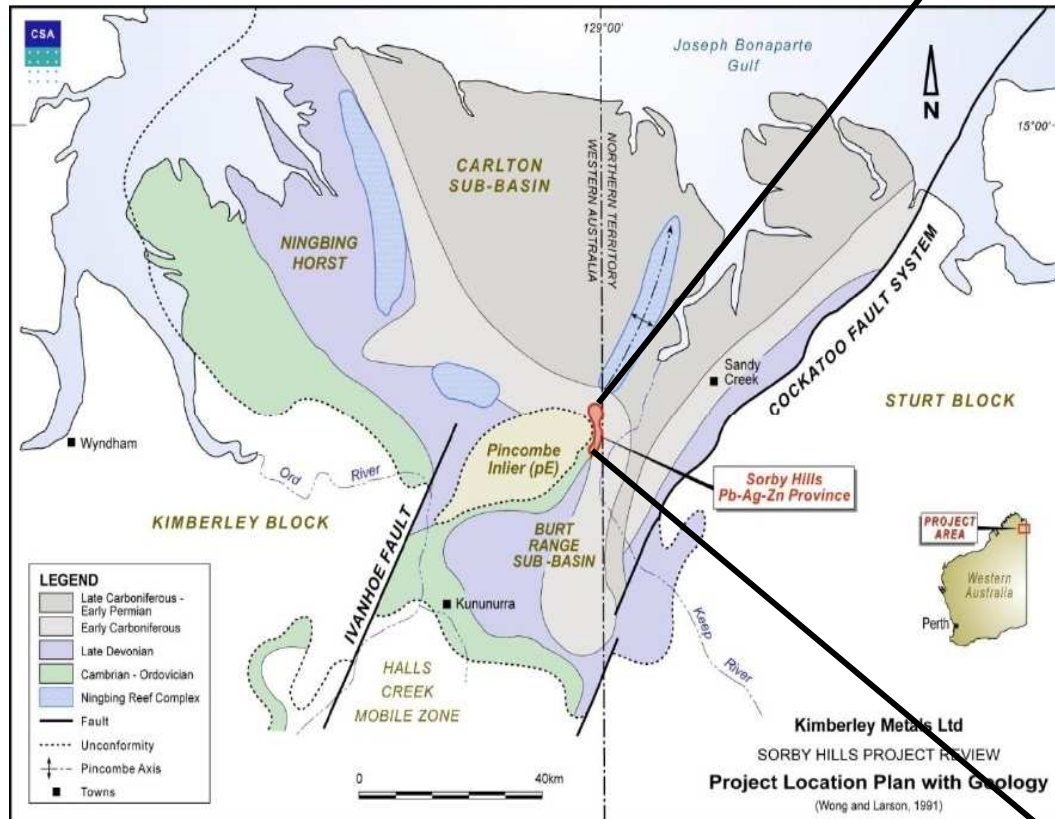 CSA
129°00'
Joseph Bonaparte
Gulf
N
15°00'
CARLTON
SUB-BASIN
NORTHERN TERRITORY
WESTERN AUSTRALIA
NINGBING
HORST
COCKATOO FAULT SYSTEM
Sandy
Creek
STURT BLOCK
Wyndham
Ord
River
Pincombe
Inlier (pE)
Sorby Hills
Pb-Ag-Zn Province
KIMBERLEY BLOCK
BURT
RANGE
SUB -BASIN
IVANHOE FAULT
PROJECT
AREA
Western
Australia
Perth
Kununurra
Keep
River
HALLS
CREEK
MOBILE ZONE
LEGEND
Late Carboniferous -
Early Permian
Early Carboniferous
Late Devonian
Cambrian - Ordovician
Ningbing Reef Complex
Fault
Unconformity
Pincombe Axis
Towns
0 40km
Kimberley Metals Ltd
SORBY HILLS PROJECT REVIEW
Project Location Plan with Geology
(Wong and Larson, 1991)